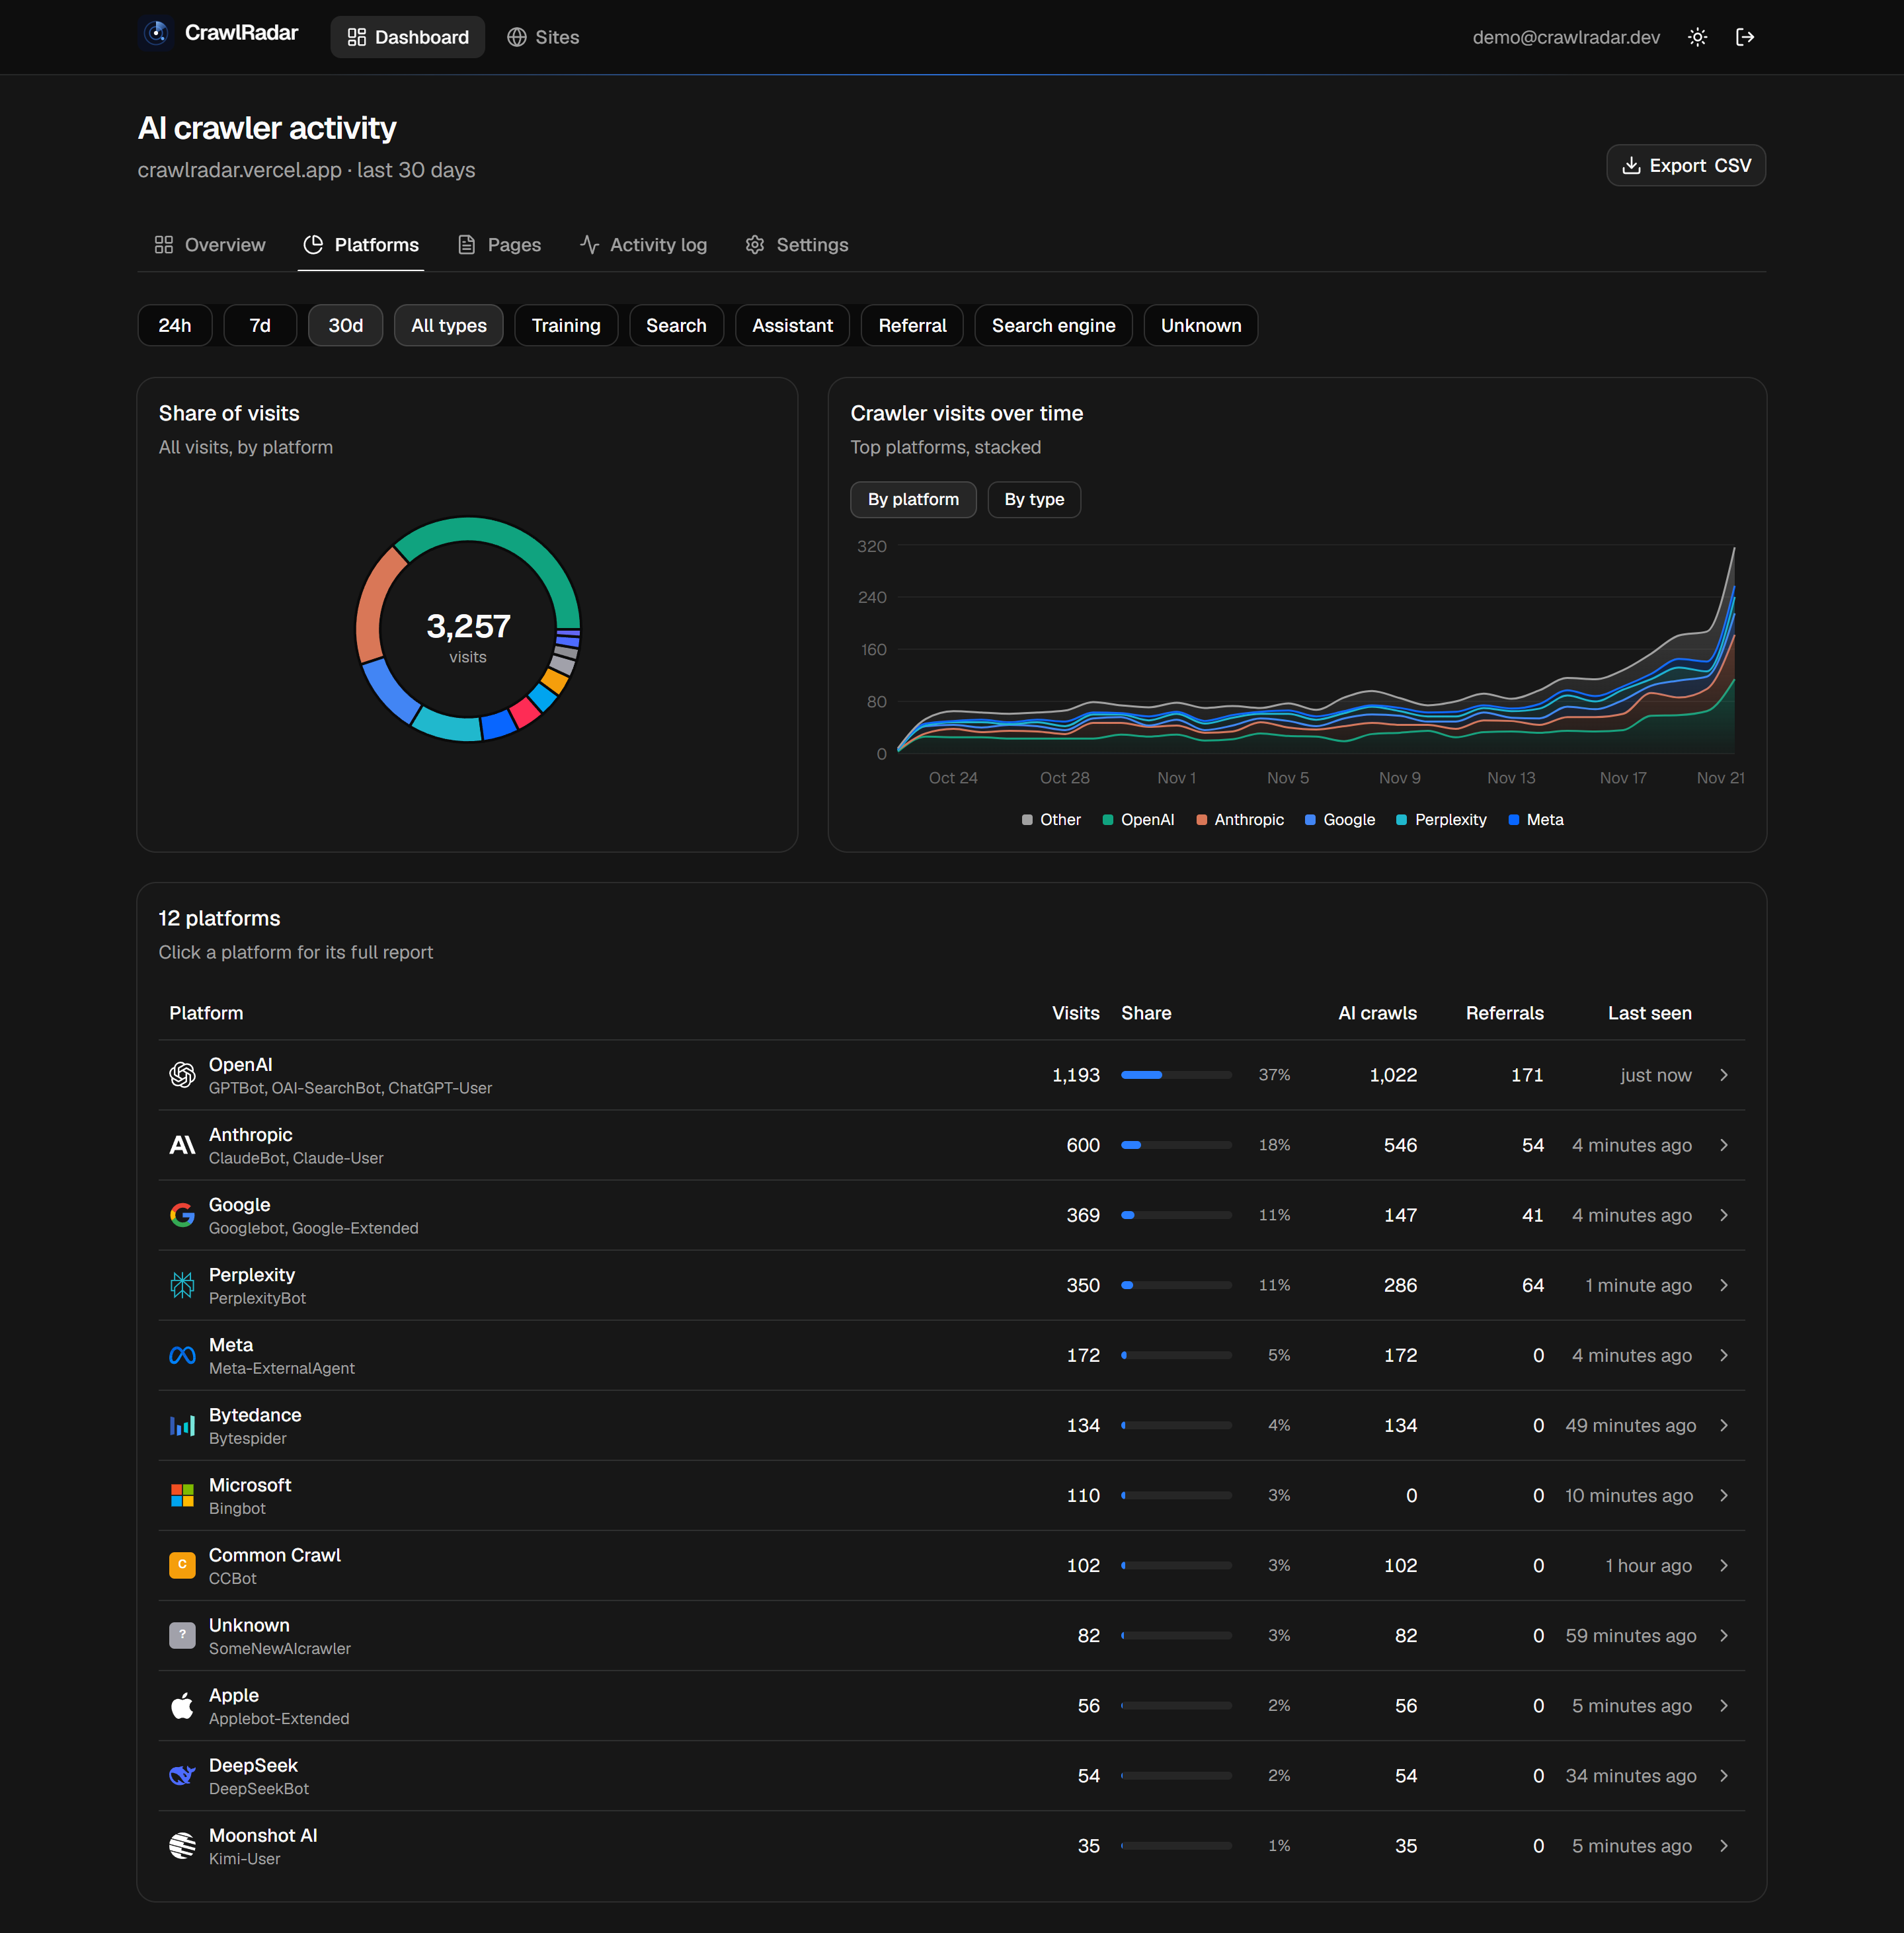 CrawlRadar
Dashboard
Sites
demo@crawlradar.dev
AI crawler activity
crawlradar.vercel.app · last 30 days
Export CSV
Overview
Platforms
Pages
Activity log
Settings
24h
7d
30d
All types
Training
Search
Assistant
Referral
Search engine
Unknown
Share of visits
All visits, by platform
3,257
visits
Crawler visits over time
Top platforms, stacked
By platform
By type
320
240
160
80
0
Oct 24
Oct 28
Nov 1
Nov 5
Nov 9
Nov 13
Nov 17
Nov 21
Other
OpenAI
Anthropic
Google
Perplexity
Meta
12 platforms
Click a platform for its full report
Platform Visits Share AI crawls Referrals Last seen
OpenAI
GPTBot, OAI-SearchBot, ChatGPT-User
1,193 37% 1,022 171 just now
Anthropic
ClaudeBot, Claude-User
600 18% 546 54 4 minutes ago
Google
Googlebot, Google-Extended
369 11% 147 41 4 minutes ago
Perplexity
PerplexityBot
350 11% 286 64 1 minute ago
Meta
Meta-ExternalAgent
172 5% 172 0 4 minutes ago
Bytedance
Bytespider
134 4% 134 0 49 minutes ago
Microsoft
Bingbot
110 3% 0 0 10 minutes ago
C
Common Crawl
CCBot
102 3% 102 0 1 hour ago
?
Unknown
SomeNewAIcrawler
82 3% 82 0 59 minutes ago
Apple
Applebot-Extended
56 2% 56 0 5 minutes ago
DeepSeek
DeepSeekBot
54 2% 54 0 34 minutes ago
Moonshot AI
Kimi-User
35 1% 35 0 5 minutes ago